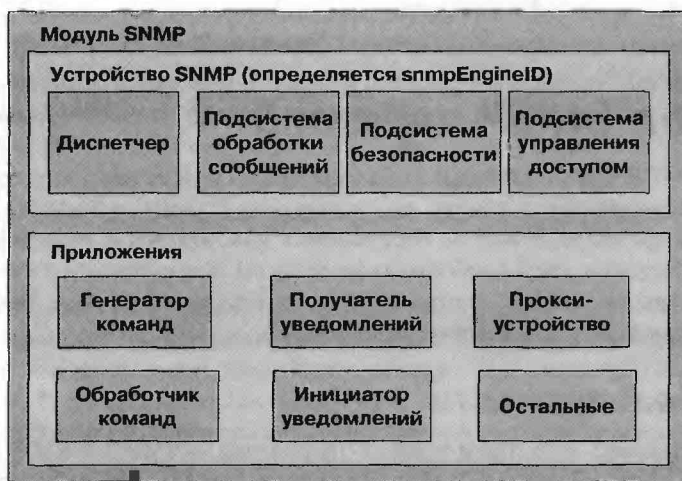 Модуль SNMP
Устройство SNMP (определяется snmpEngineID)
Диспетчер
Подсистема
обработки
сообщений
Подсистема
безопасности
Подсистема
управления
доступом
Приложения
Генератор
команд
Получатель
уведомлений
Прокси-
устройство
Обработчик
команд
Инициатор
уведомлений
Остальные